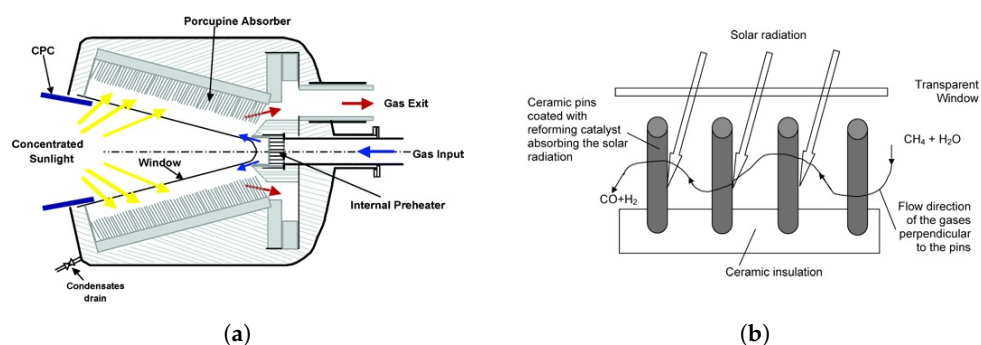 Porcupine Absorber
CPC
Gas Exit
Concentrated
Sunlight
Window
Gas Input
Internal Preheater
Condensates
drain
(a)
Solar radiation
Transparent
Window
Ceramic pins
coated with
reforming catalyst
absorbing the solar
radiation
CH₄ + H₂O
CO+H₂
Flow direction
of the gases
perpendicular
to the pins
Ceramic insulation
(b)